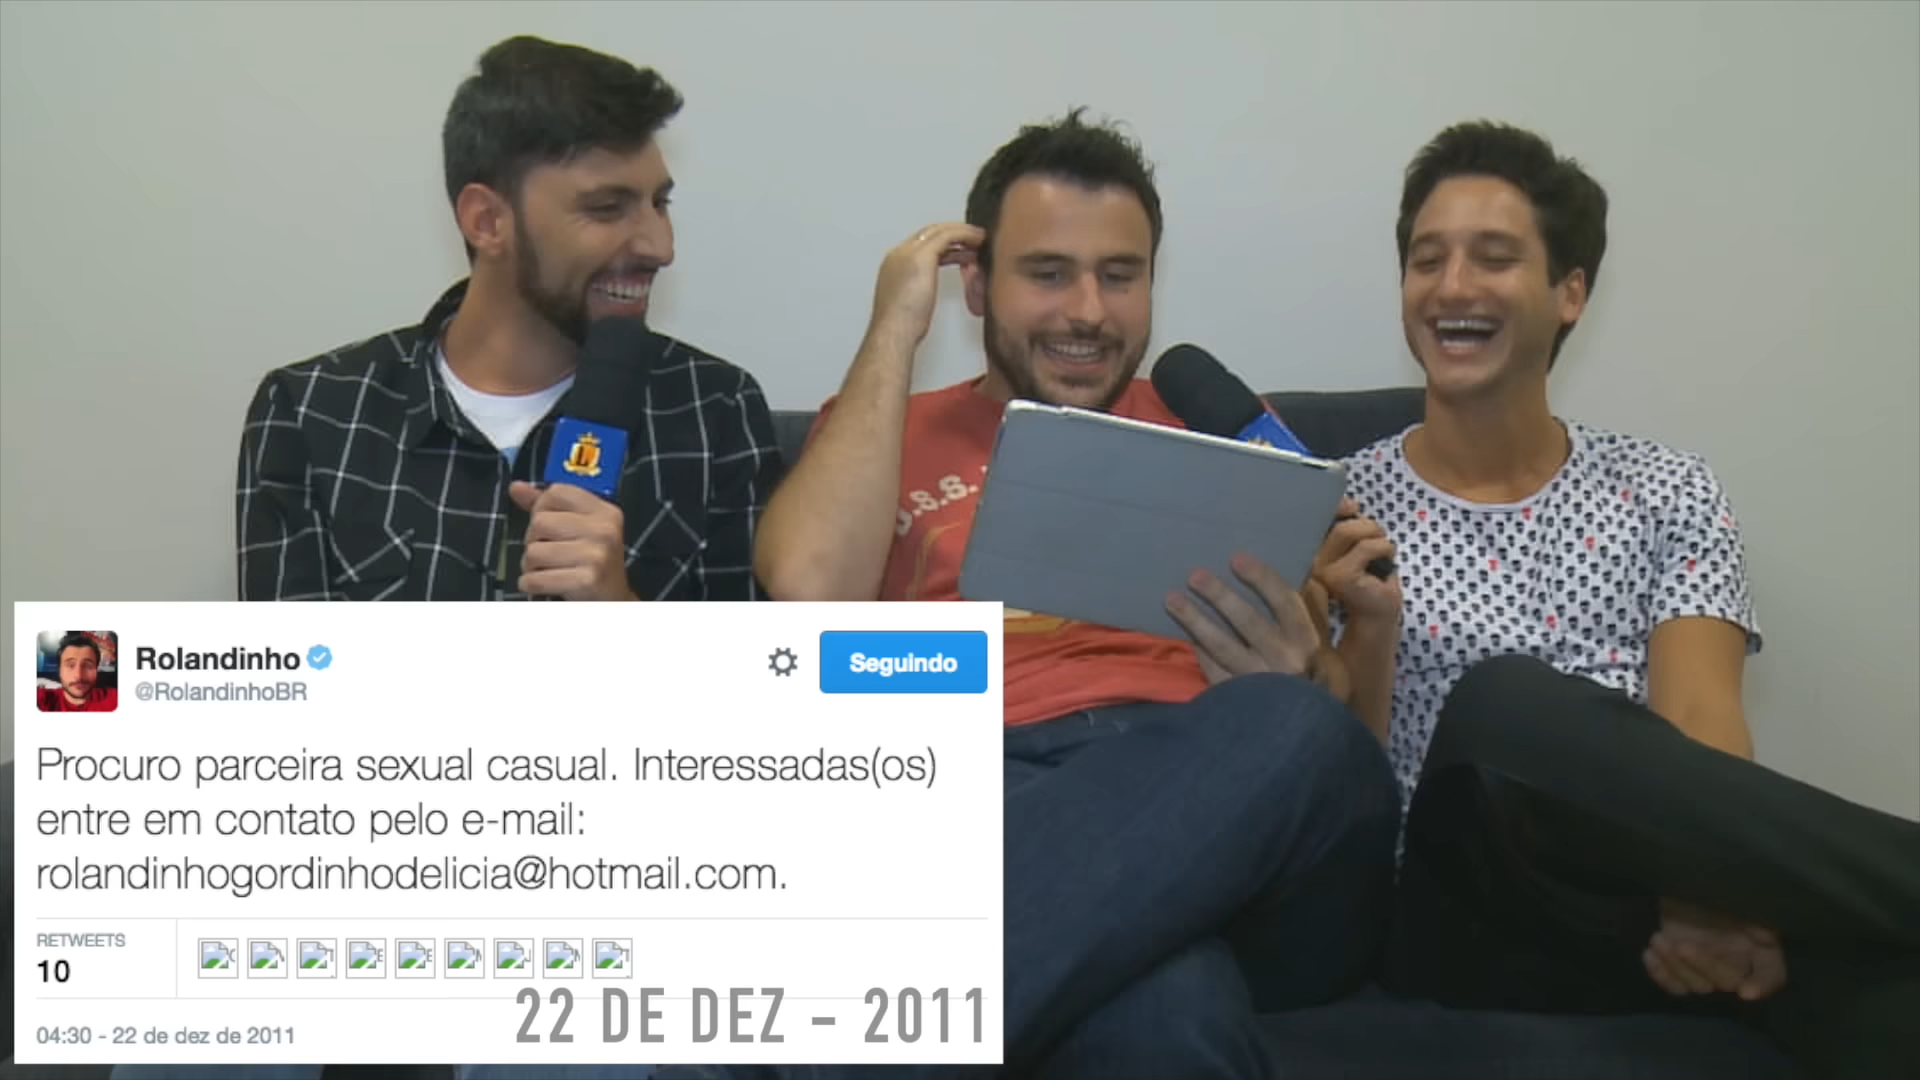 U.S.S.
L
Rolandinho
@RolandinhoBR
Seguindo
Procuro parceira sexual casual. Interessadas(os)
entre em contato pelo e-mail:
rolandinhogordinhodelicia@hotmail.com.
RETWEETS
10
22 DE DEZ - 2011
04:30 - 22 de dez de 2011